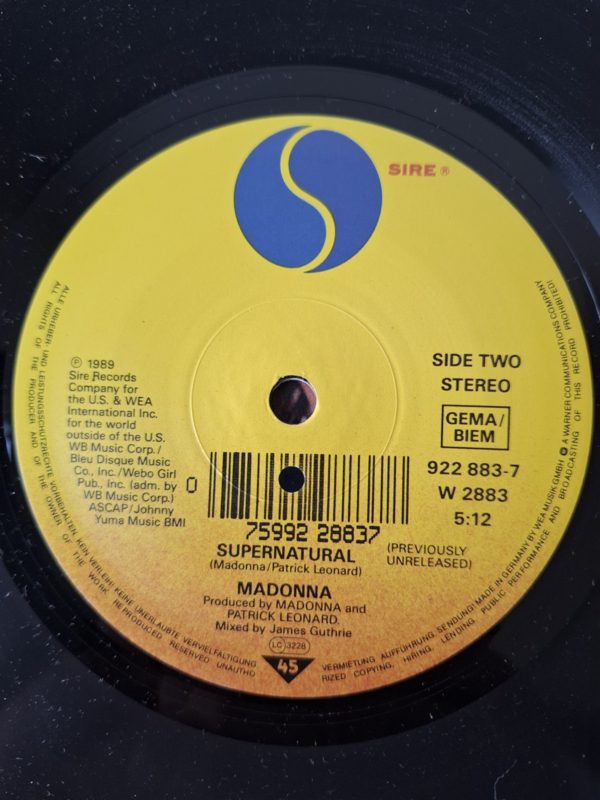 SIRE ®
SIDE TWO
STEREO
GEMA/
BIEM
922 883-7
W 2883
5:12
℗ 1989
Sire Records
Company for
the U.S. & WEA
International Inc.
for the world
outside of the U.S.
WB Music Corp./
Bleu Disque Music
Co., Inc./Webo Girl
Pub., Inc. (adm. by
WB Music Corp.)
ASCAP/Johnny
Yuma Music BMI
0
75992 28837
SUPERNATURAL
(PREVIOUSLY
UNRELEASED)
(Madonna/Patrick Leonard)
MADONNA
Produced by MADONNA and
PATRICK LEONARD.
Mixed by James Guthrie
LC 3228
45
ALLE URHEBER- UND LEISTUNGSSCHUTZRECHTE VORBEHALTEN. KEIN VERLEIH! KEINE UNERLAUBTE VERVIELFÄLTIGUNG, VERMIETUNG, AUFFÜHRUNG, SENDUNG! MADE IN GERMANY BY WEA MUSIK GMBH A WARNER COMMUNICATIONS COMPANY
ALL RIGHTS OF THE PRODUCER AND OF THE OWNER OF THE WORK REPRODUCED RESERVED. UNAUTHORIZED COPYING, HIRING, LENDING, PUBLIC PERFORMANCE AND BROADCASTING OF THIS RECORD PROHIBITED!